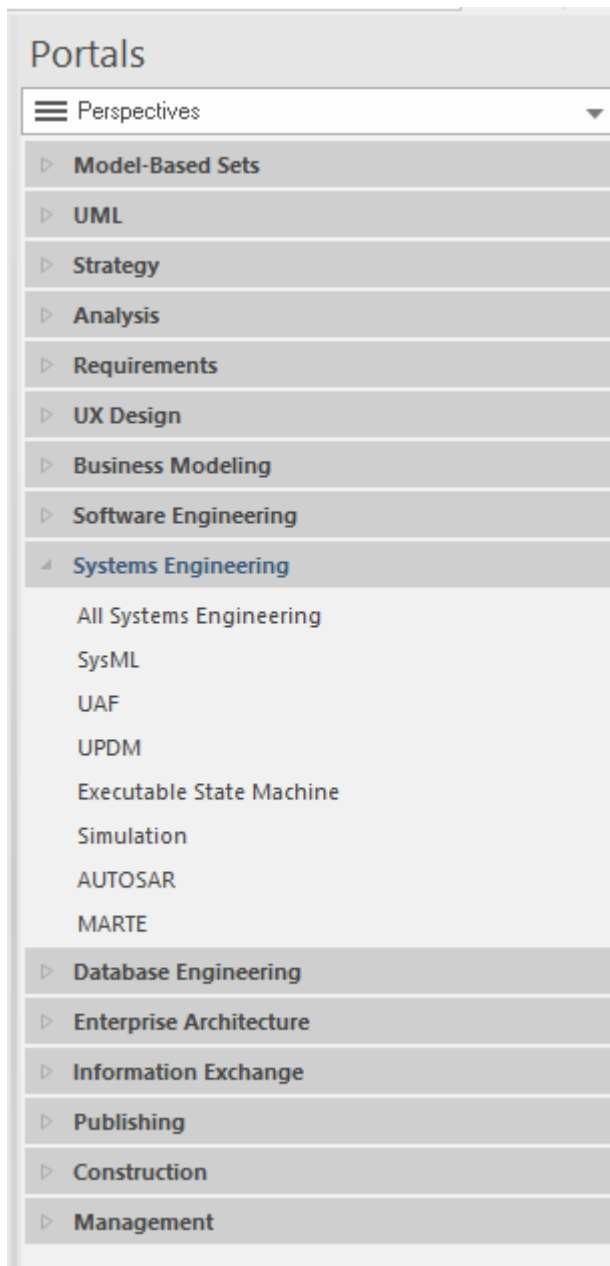 Portals
Perspectives
Model-Based Sets
UML
Strategy
Analysis
Requirements
UX Design
Business Modeling
Software Engineering
Systems Engineering
All Systems Engineering
SysML
UAF
UPDM
Executable State Machine
Simulation
AUTOSAR
MARTE
Database Engineering
Enterprise Architecture
Information Exchange
Publishing
Construction
Management